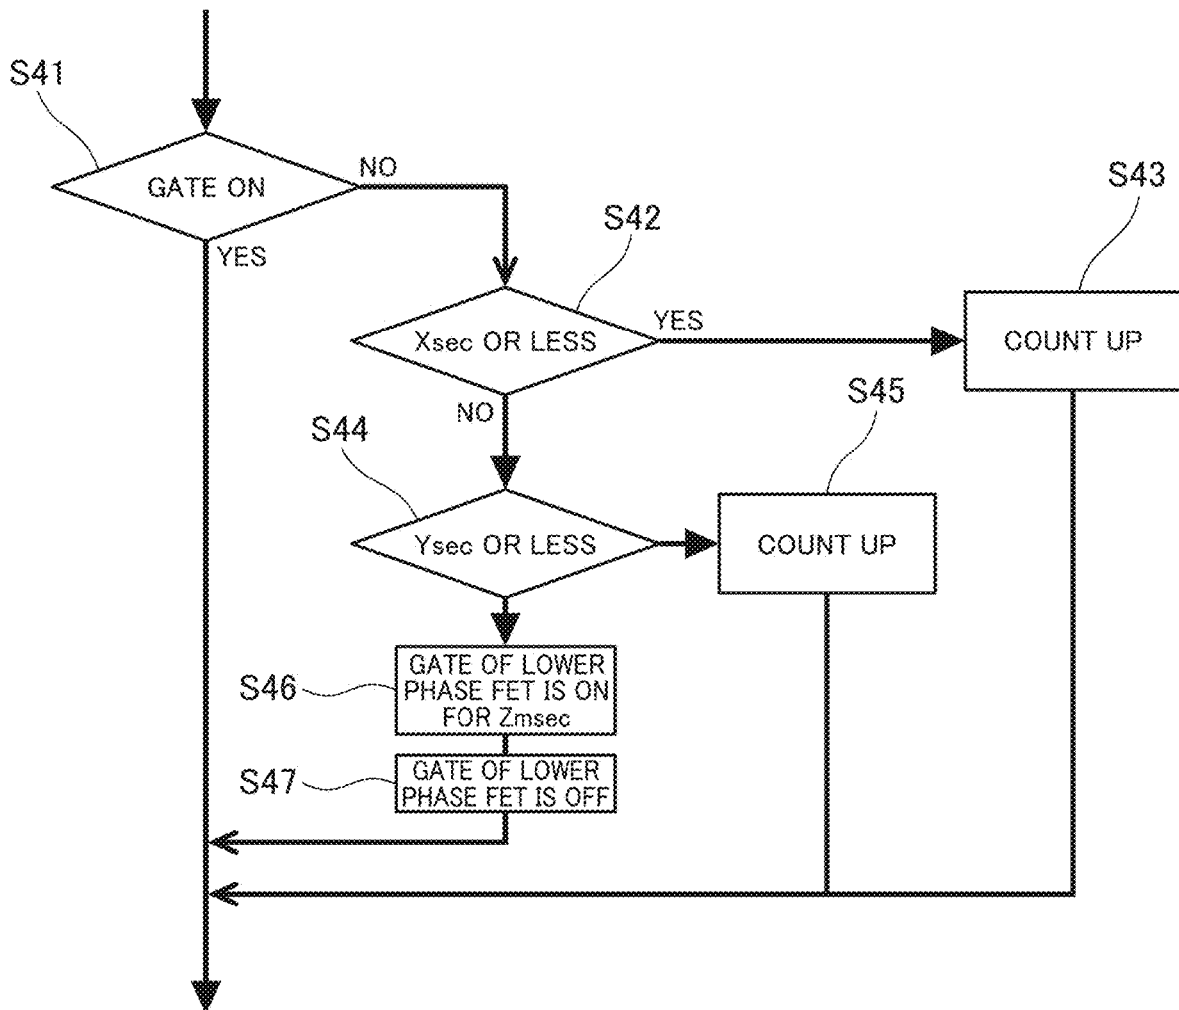 S41
GATE ON
NO
YES
S42
Xsec OR LESS
YES
NO
S43
COUNT UP
S44
Ysec OR LESS
S45
COUNT UP
S46
GATE OF LOWER
PHASE FET IS ON
FOR Zmsec
S47
GATE OF LOWER
PHASE FET IS OFF